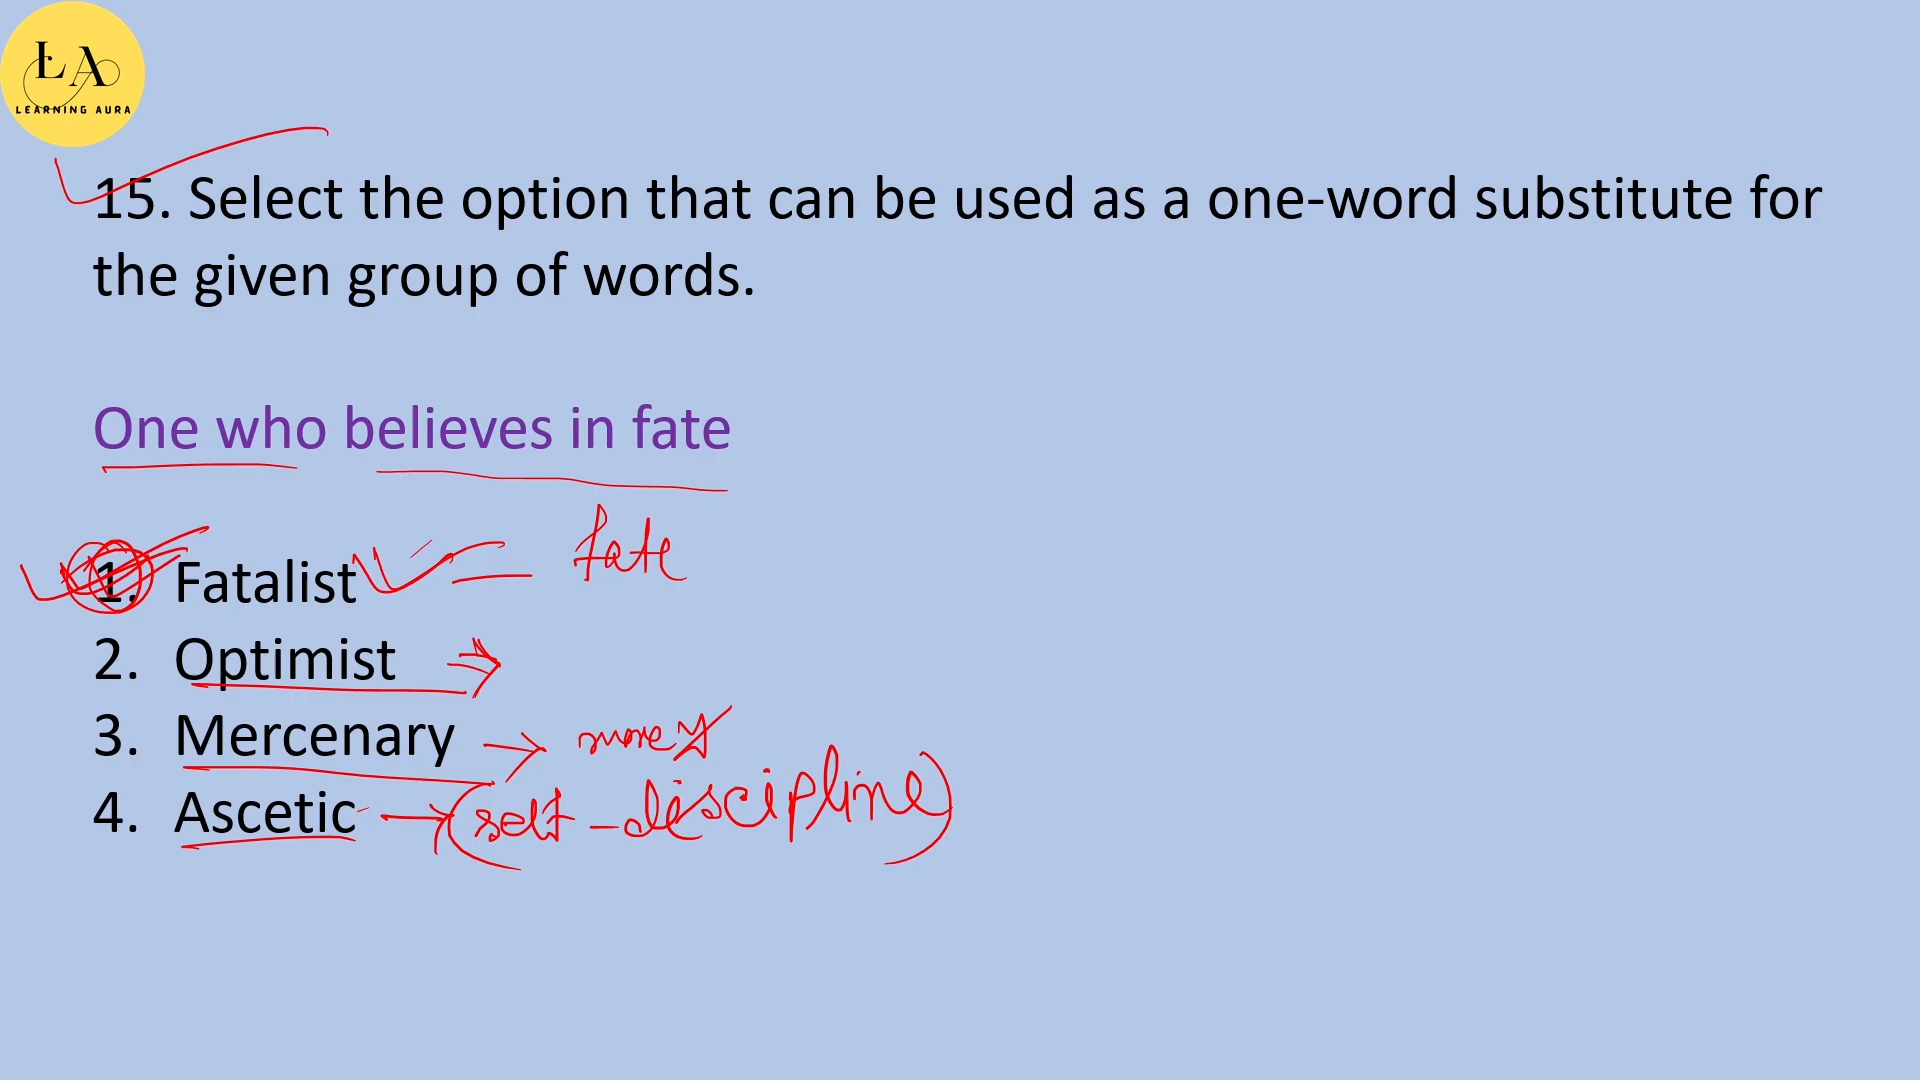 LA
LEARNING AURA
15. Select the option that can be used as a one-word substitute for
the given group of words.
One who believes in fate
1. Fatalist fate
2. Optimist
3. Mercenary money
4. Ascetic (self-discipline)